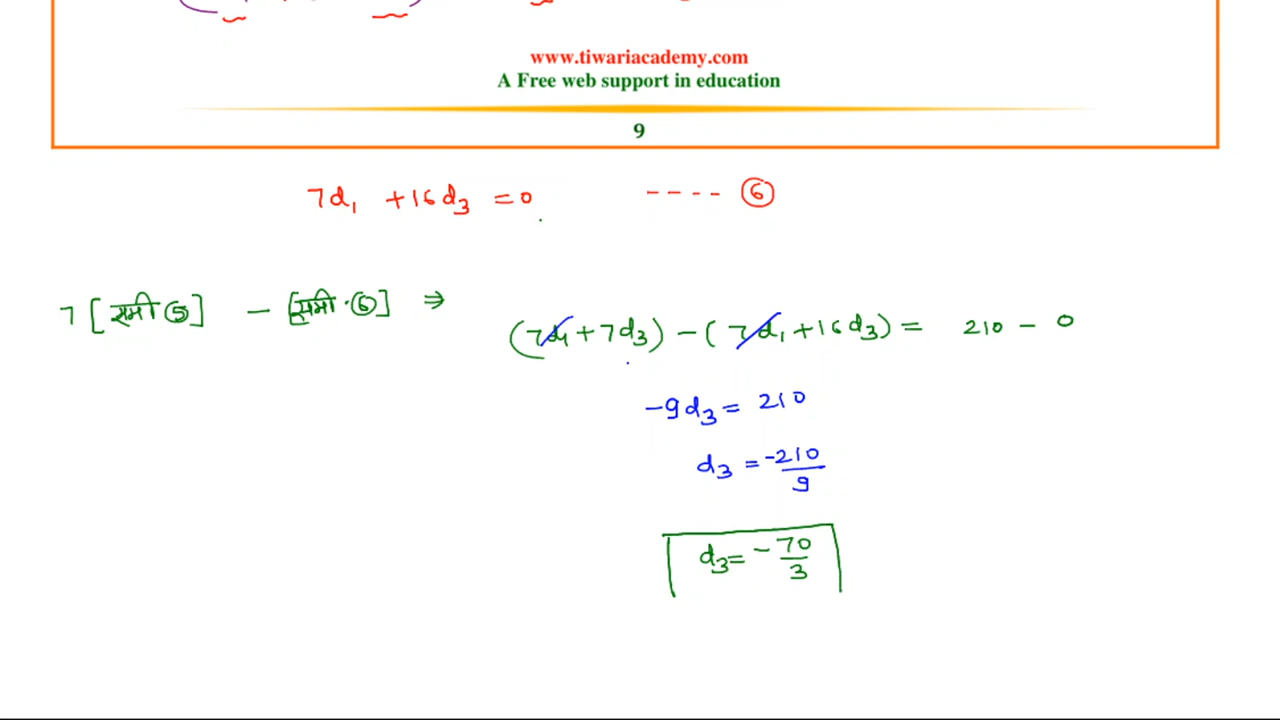 www.tiwariacademy.com
A Free web support in education
9
7d₁ + 16d₃ = 0 ---- ⑥
7 [समी ⑤] − [समी·⑥] ⇒
(7d₁ + 7d₃) − (7d₁ + 16d₃) = 210 − 0
−9d₃ = 210
d₃ = −210/9
d₃ = −70/3